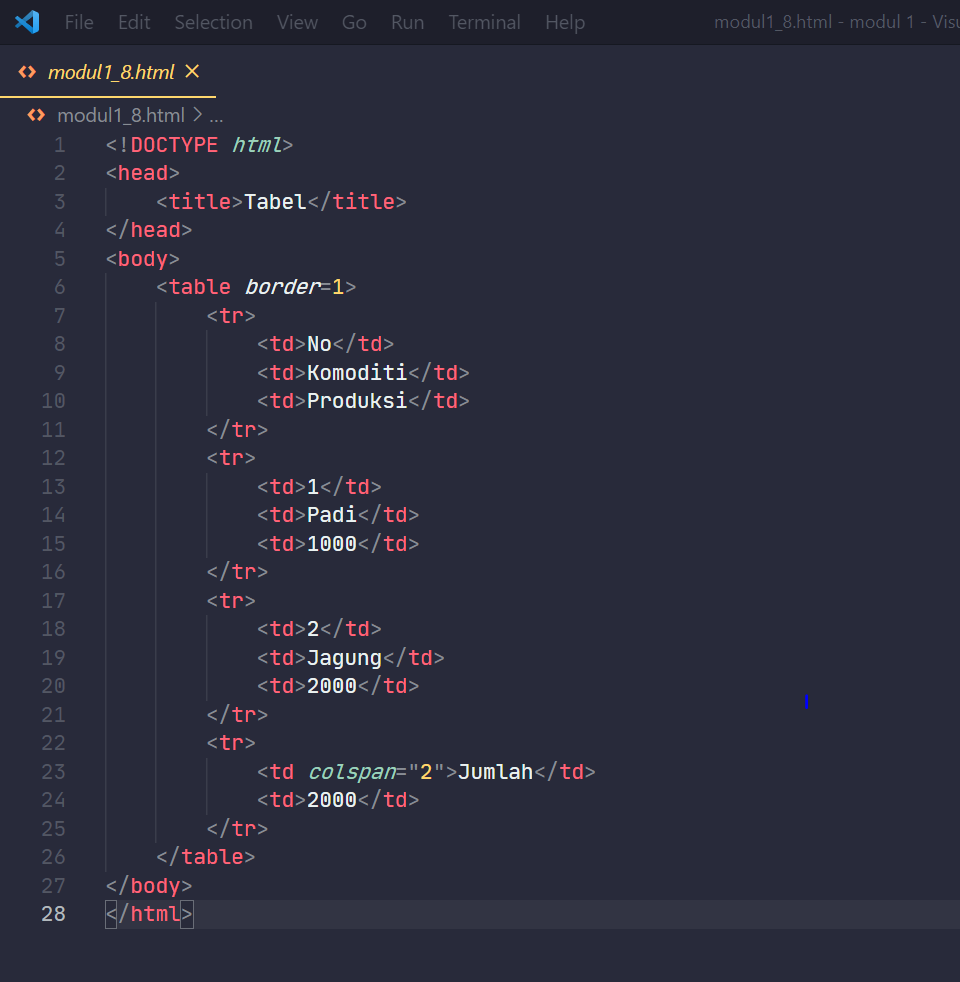 File Edit Selection View Go Run Terminal Help modul1_8.html - modul 1 - Visu
modul1_8.html
modul1_8.html > ...
1 <!DOCTYPE html>
2 <head>
3     <title>Tabel</title>
4 </head>
5 <body>
6     <table border=1>
7         <tr>
8             <td>No</td>
9             <td>Komoditi</td>
10             <td>Produksi</td>
11         </tr>
12         <tr>
13             <td>1</td>
14             <td>Padi</td>
15             <td>1000</td>
16         </tr>
17         <tr>
18             <td>2</td>
19             <td>Jagung</td>
20             <td>2000</td>
21         </tr>
22         <tr>
23             <td colspan="2">Jumlah</td>
24             <td>2000</td>
25         </tr>
26     </table>
27 </body>
28 </html>